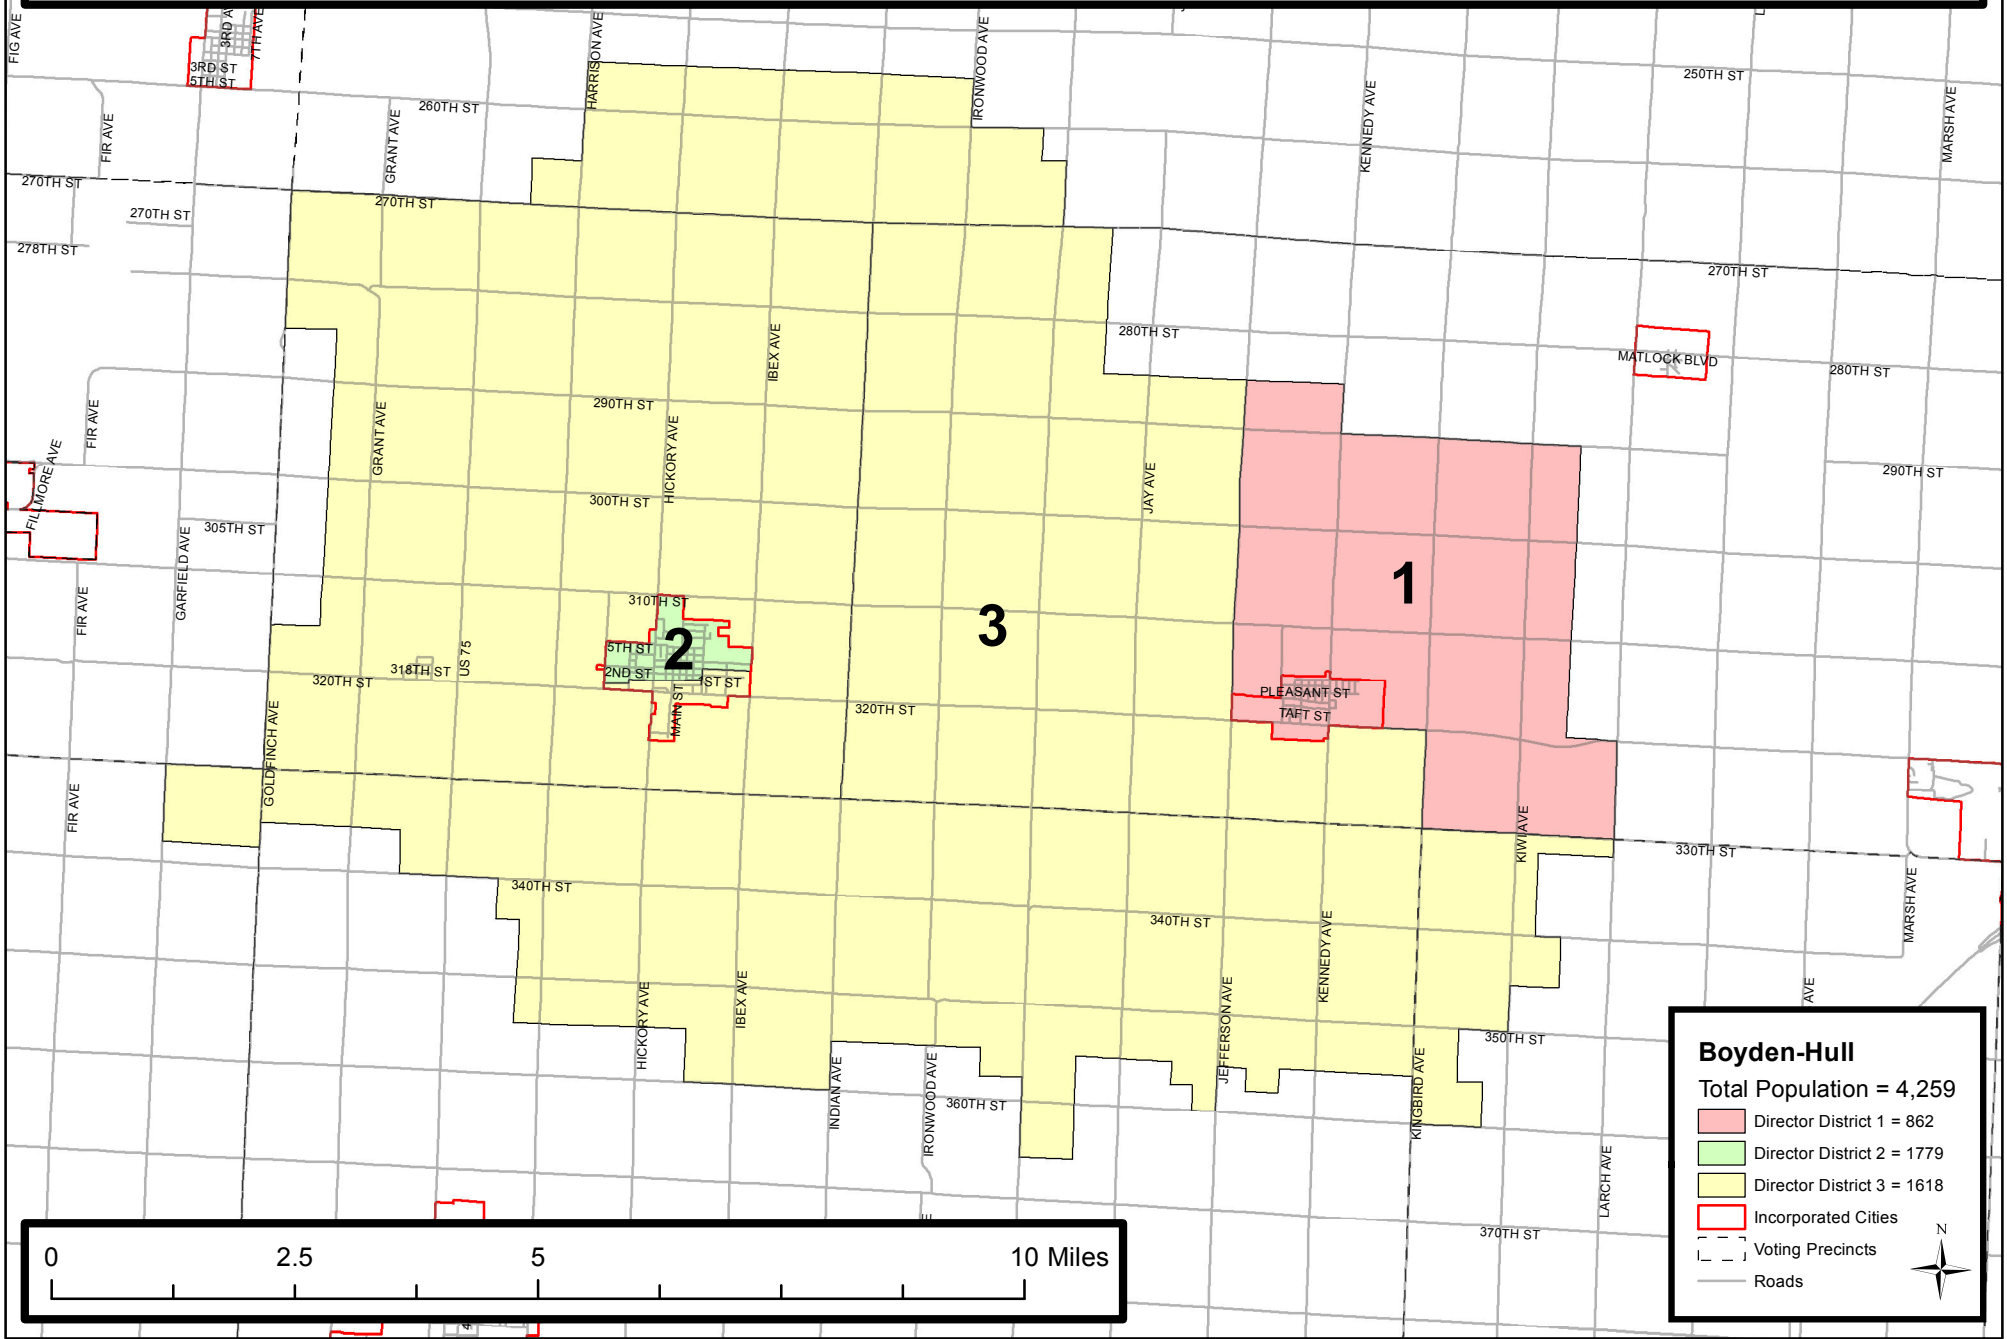 FIG AVE
3RD AV
7TH AVE
3RD ST
5TH ST
HARRISON AVE
IRONWOOD AVE
250TH ST
KENNEDY AVE
MARSH AVE
260TH ST
GRANT AVE
FIR AVE
270TH ST
270TH ST
270TH ST
278TH ST
270TH ST
280TH ST
MATLOCK BLVD
280TH ST
IBEX AVE
290TH ST
FIR AVE
GRANT AVE
HICKORY AVE
FILLMORE AVE
JAY AVE
290TH ST
300TH ST
305TH ST
GARFIELD AVE
FIR AVE
1
3
310TH ST
2
5TH ST
2ND ST
1ST ST
MAIN ST
US 75
318TH ST
320TH ST
320TH ST
PLEASANT ST
TAFT ST
GOLDFINCH AVE
FIR AVE
KIWI AVE
330TH ST
340TH ST
340TH ST
MARSH AVE
KENNEDY AVE
JEFFERSON AVE
HICKORY AVE
IBEX AVE
AVE
INDIAN AVE
IRONWOOD AVE
350TH ST
360TH ST
KINGBIRD AVE
LARCH AVE
370TH ST
Boyden-Hull
Total Population = 4,259
Director District 1 = 862
Director District 2 = 1779
Director District 3 = 1618
Incorporated Cities
Voting Precincts
Roads
N
0 2.5 5 10 Miles